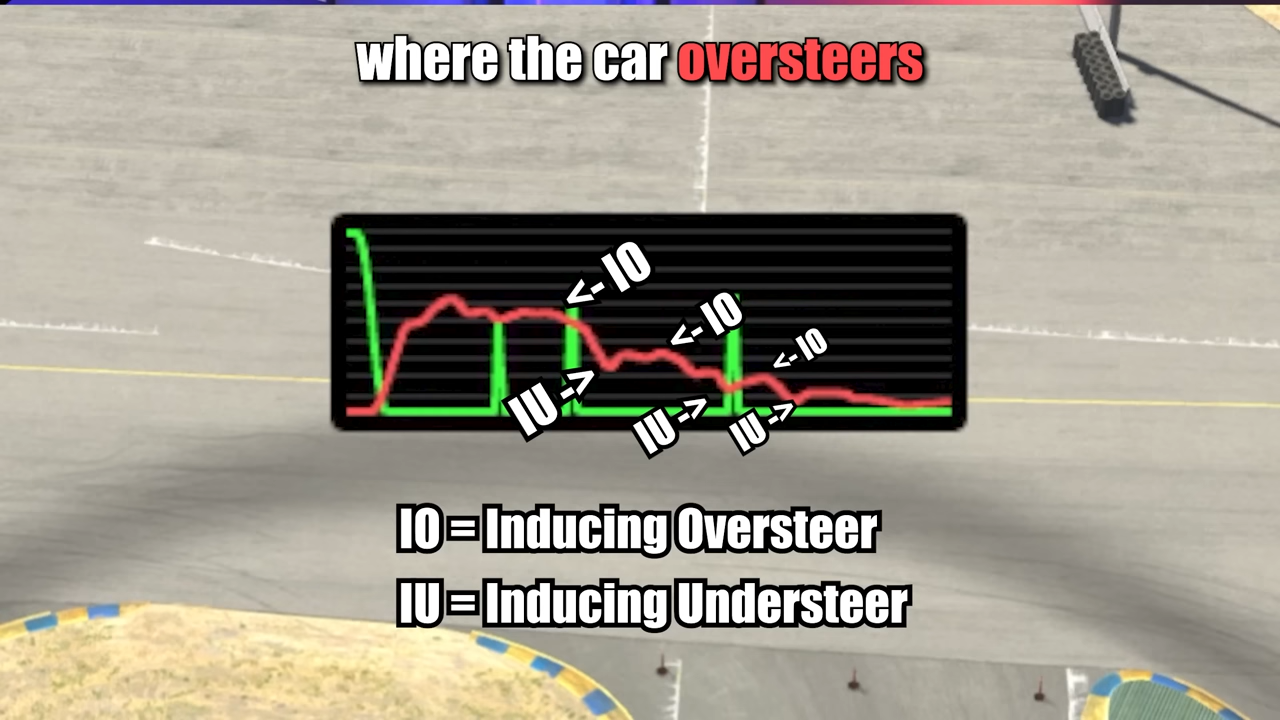 where the car oversteers
<- IO
<- IO
<- IO
IU ->
IU ->
IU ->
IO = Inducing Oversteer
IU = Inducing Understeer